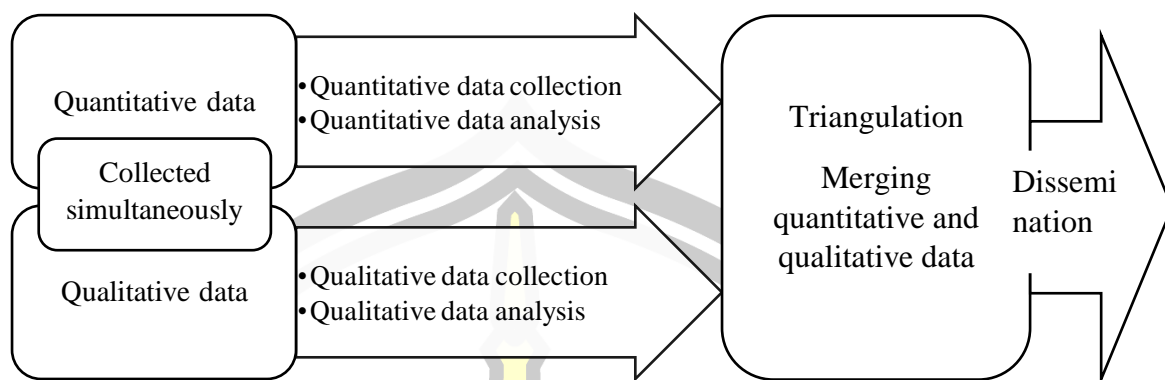 Quantitative data
Collected
simultaneously
Qualitative data
•Quantitative data collection
•Quantitative data analysis
•Qualitative data collection
•Qualitative data analysis
Triangulation
Merging
quantitative and
qualitative data
Dissemi
nation